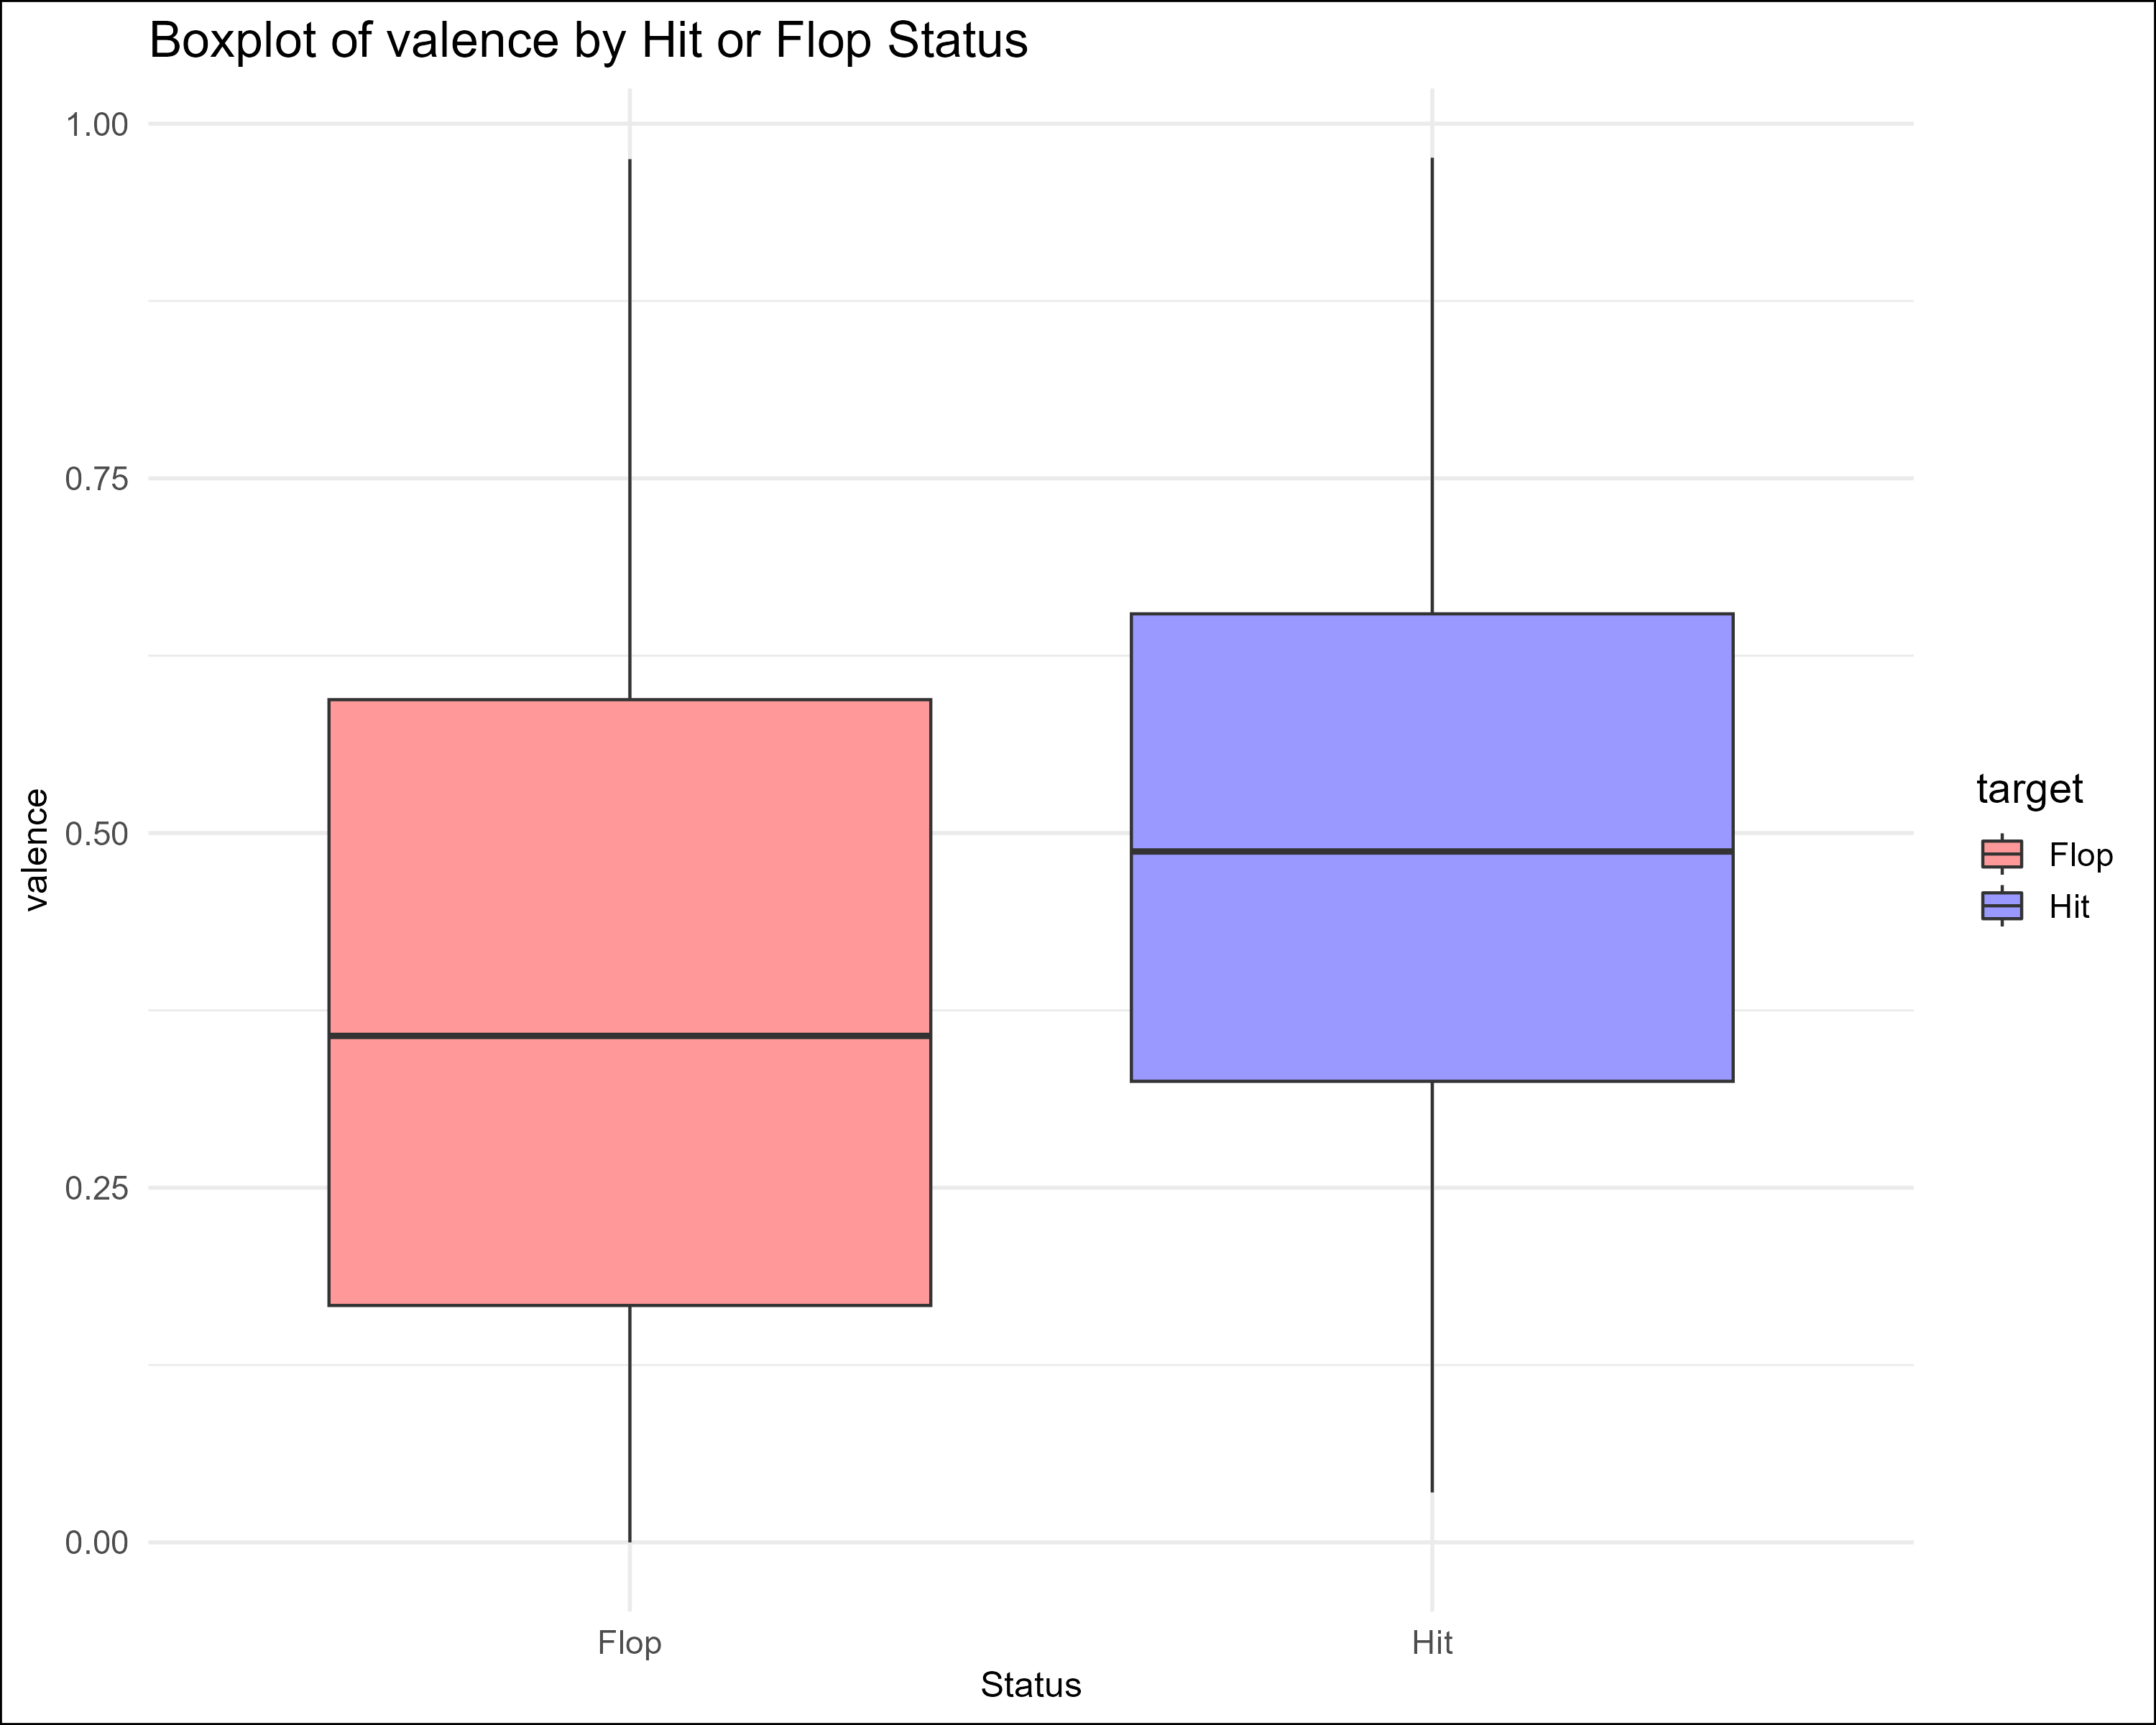 Boxplot of valence by Hit or Flop Status
1.00
0.75
0.50
0.25
0.00
valence
Flop
Hit
Status
target
Flop
Hit